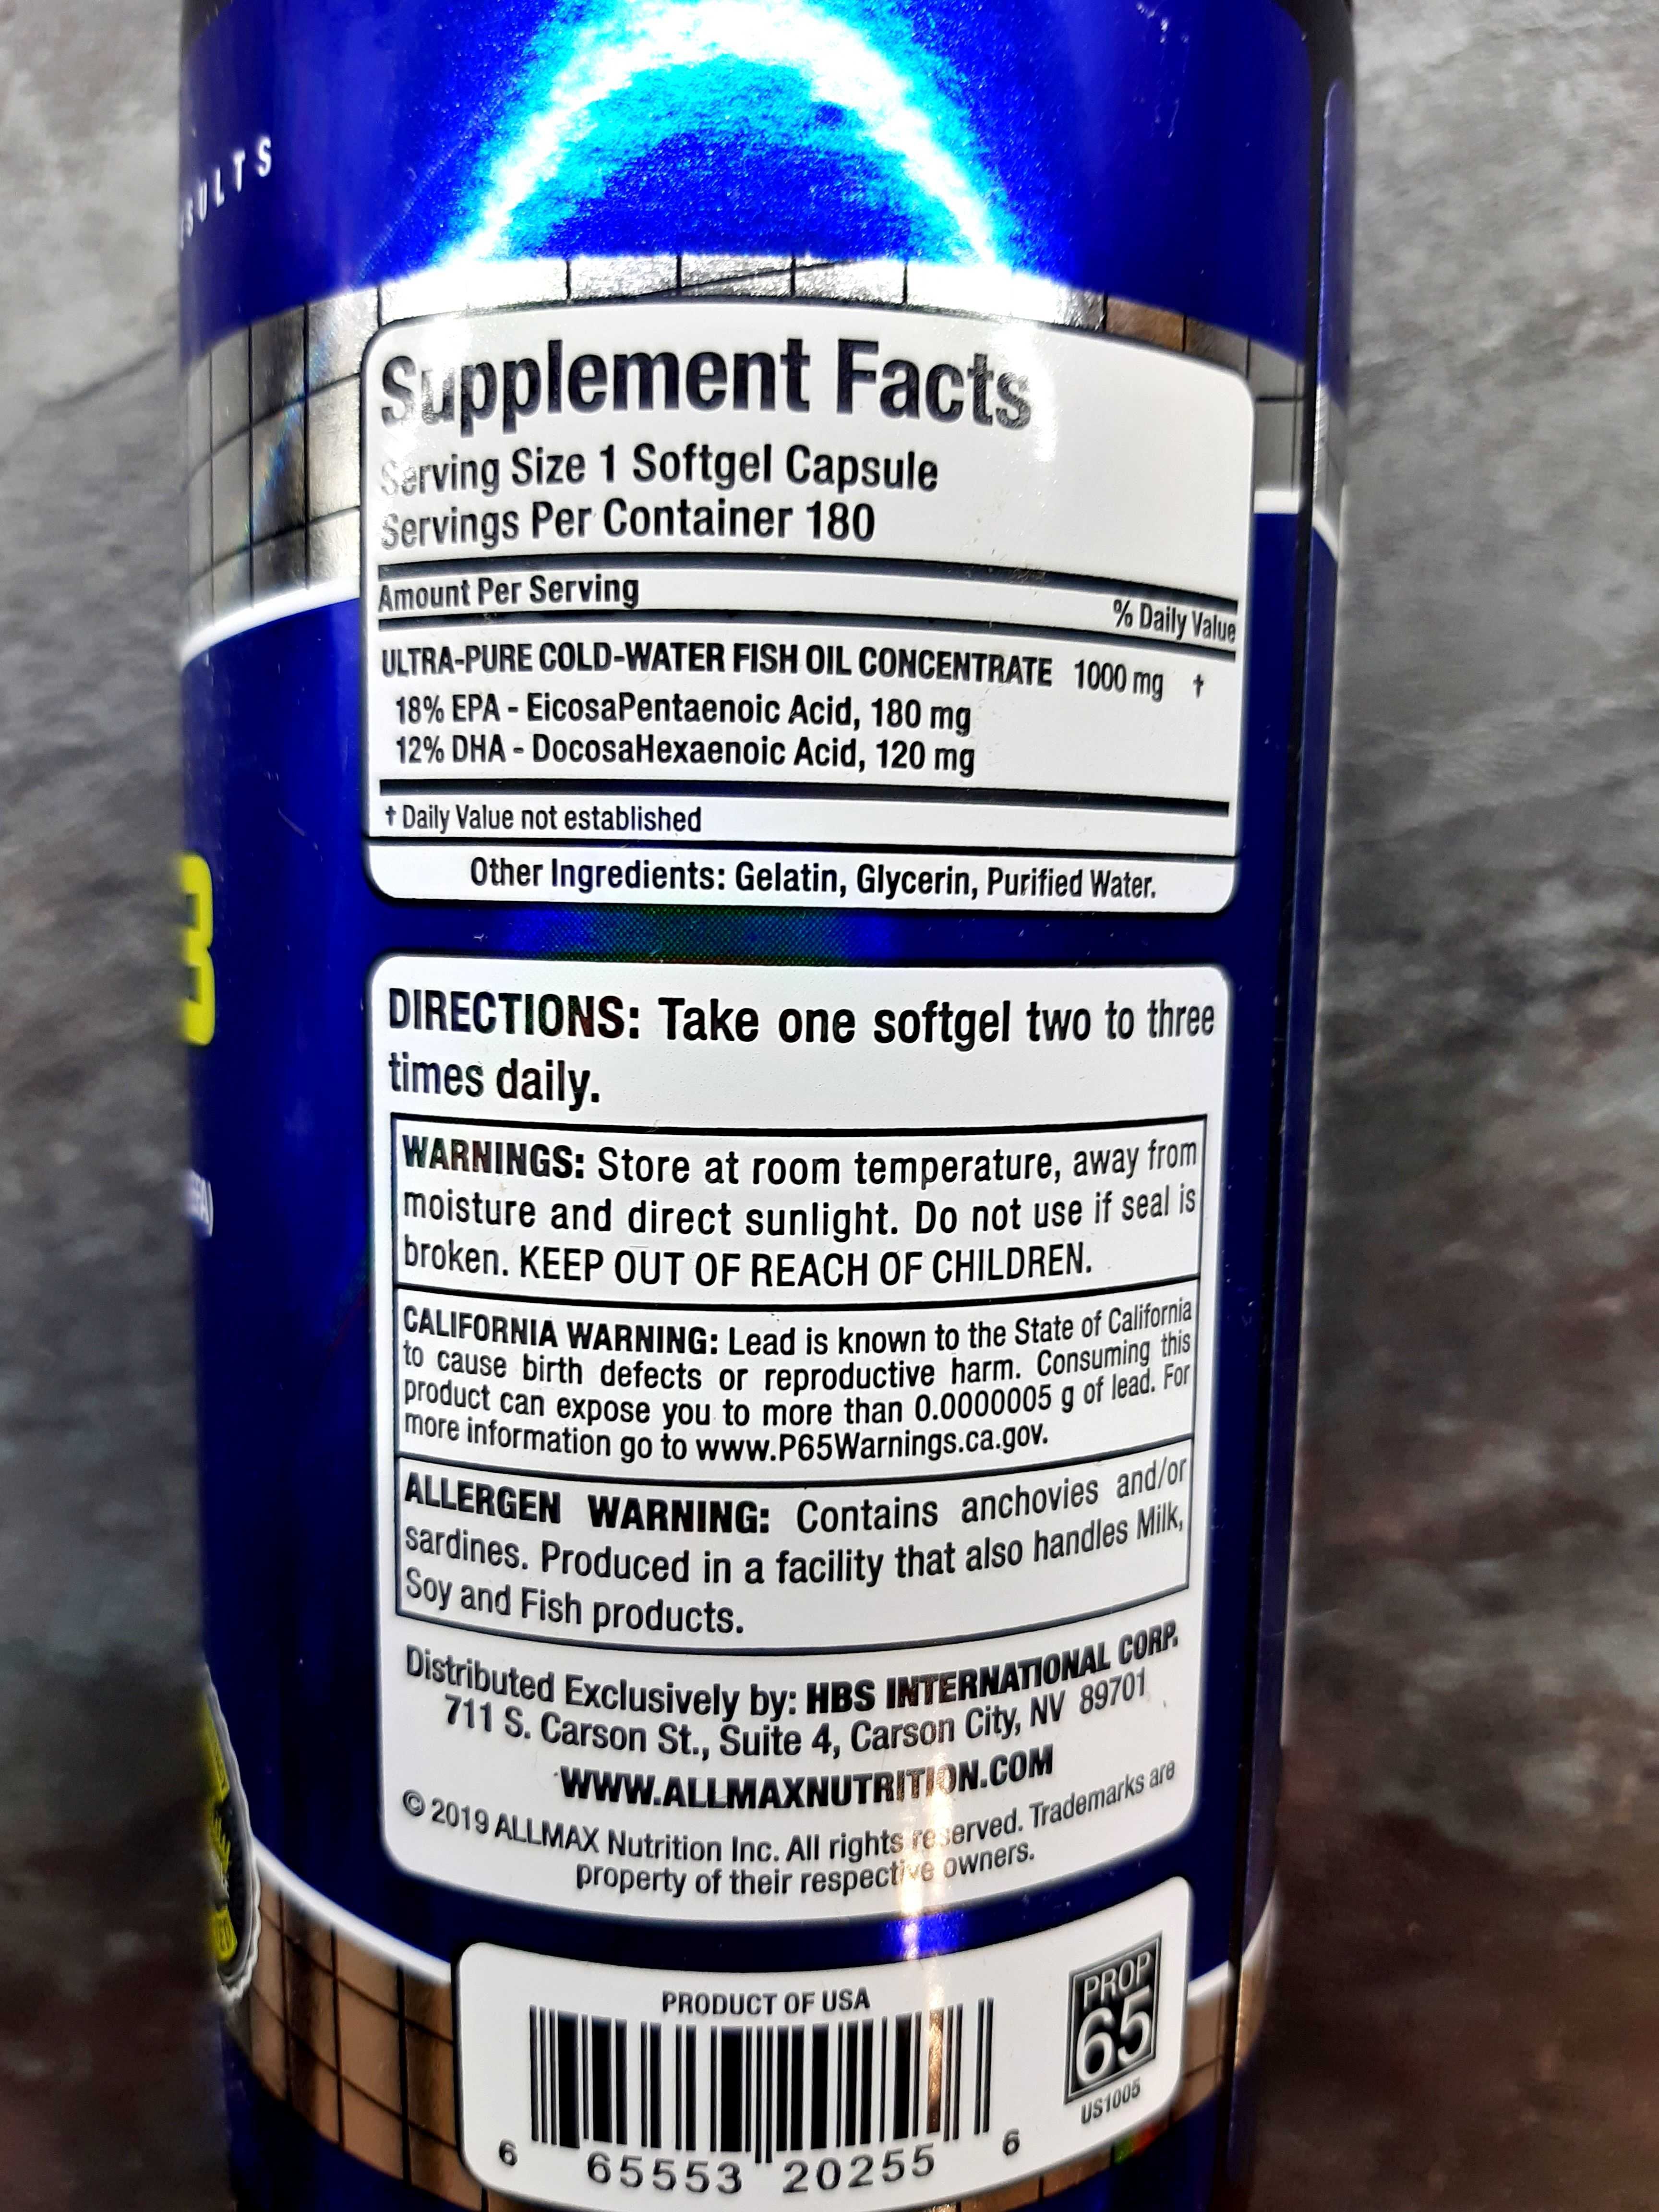 Supplement Facts
Serving Size 1 Softgel Capsule
Servings Per Container 180
Amount Per Serving
% Daily Value
ULTRA-PURE COLD-WATER FISH OIL CONCENTRATE 1000 mg †
18% EPA - EicosaPentaenoic Acid, 180 mg
12% DHA - DocosaHexaenoic Acid, 120 mg
† Daily Value not established
Other Ingredients: Gelatin, Glycerin, Purified Water.
3
DIRECTIONS: Take one softgel two to three
times daily.
WARNINGS: Store at room temperature, away from
moisture and direct sunlight. Do not use if seal is
broken. KEEP OUT OF REACH OF CHILDREN.
CALIFORNIA WARNING: Lead is known to the State of California
to cause birth defects or reproductive harm. Consuming this
product can expose you to more than 0.0000005 g of lead. For
more information go to www.P65Warnings.ca.gov.
ALLERGEN WARNING: Contains anchovies and/or
sardines. Produced in a facility that also handles Milk,
Soy and Fish products.
Distributed Exclusively by: HBS INTERNATIONAL CORP.
711 S. Carson St., Suite 4, Carson City, NV 89701
WWW.ALLMAXNUTRITION.COM
© 2019 ALLMAX Nutrition Inc. All rights reserved. Trademarks are
property of their respective owners.
PRODUCT OF USA
6 65553 20255 6
PROP
65
US1005